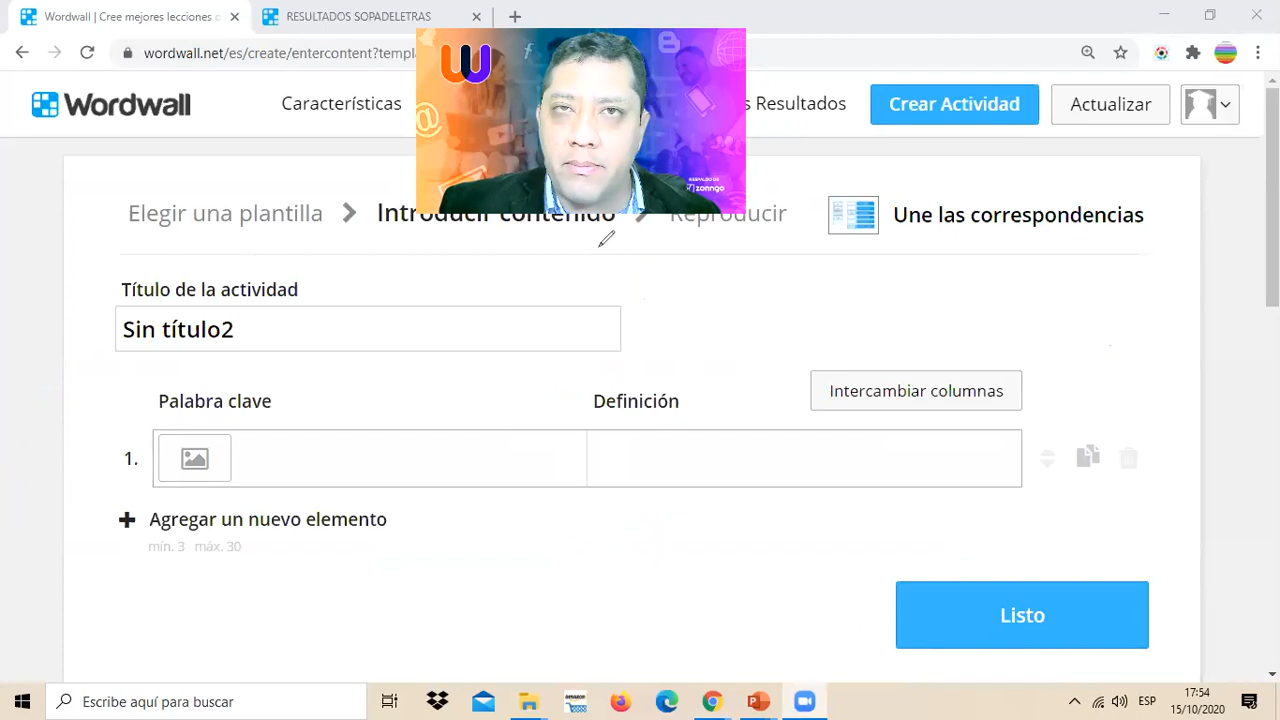 Wordwall | Cree mejores lecciones o
RESULTADOS SOPADELETRAS
wordwall.net/es/create/entercontent?templ
Wordwall
Características
s Resultados
Crear Actividad
Actualizar
RESPALDO DE
zonngo
Elegir una plantilla
Introducir contenido
Reproducir
Une las correspondencias
Título de la actividad
Sin título2
Palabra clave
Definición
Intercambiar columnas
1.
Agregar un nuevo elemento
mín. 3 máx. 30
Listo
Escribe aquí para buscar
ESP
17:54
15/10/2020